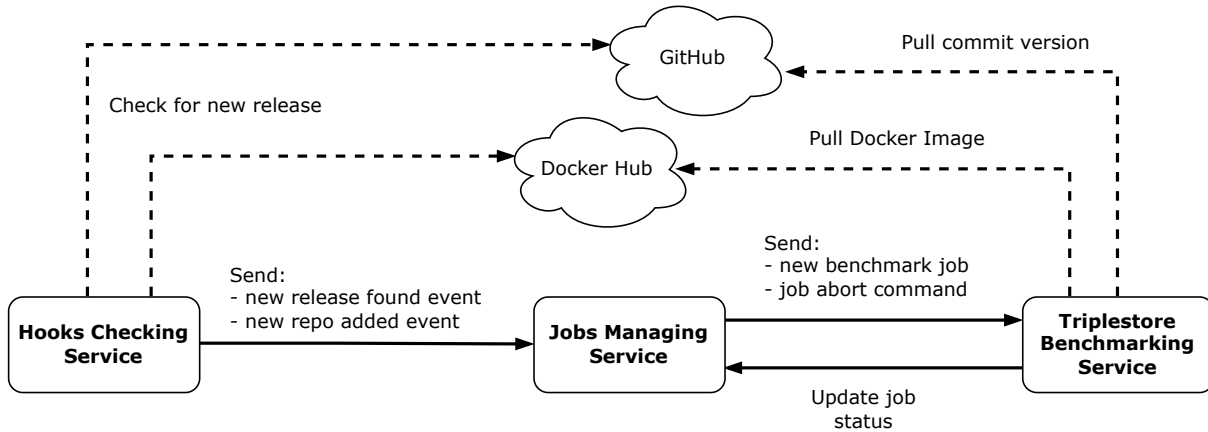 GitHub
Pull commit version
Check for new release
Pull Docker Image
Docker Hub
Send:
- new release found event
- new repo added event
Send:
- new benchmark job
- job abort command
Hooks Checking
Service
Jobs Managing
Service
Triplestore
Benchmarking
Service
Update job
status